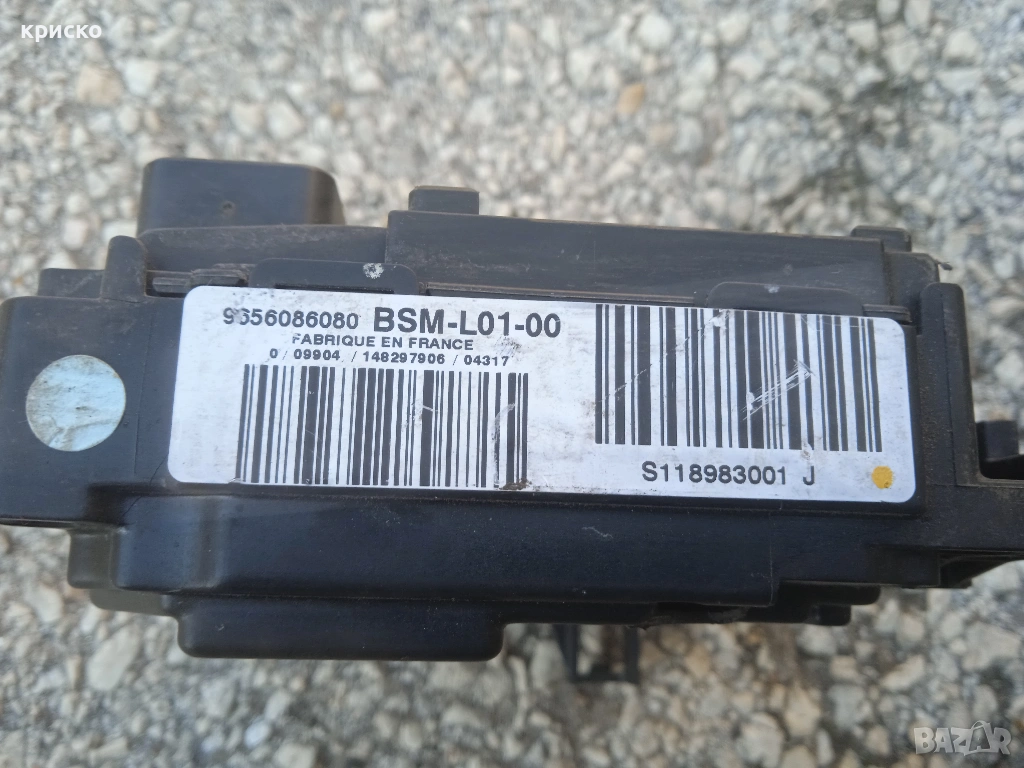 криско
9656086080 BSM-L01-00
FABRIQUE EN FRANCE
0 / 09904 / 148297906 / 04317
S118983001 J
BAZAR